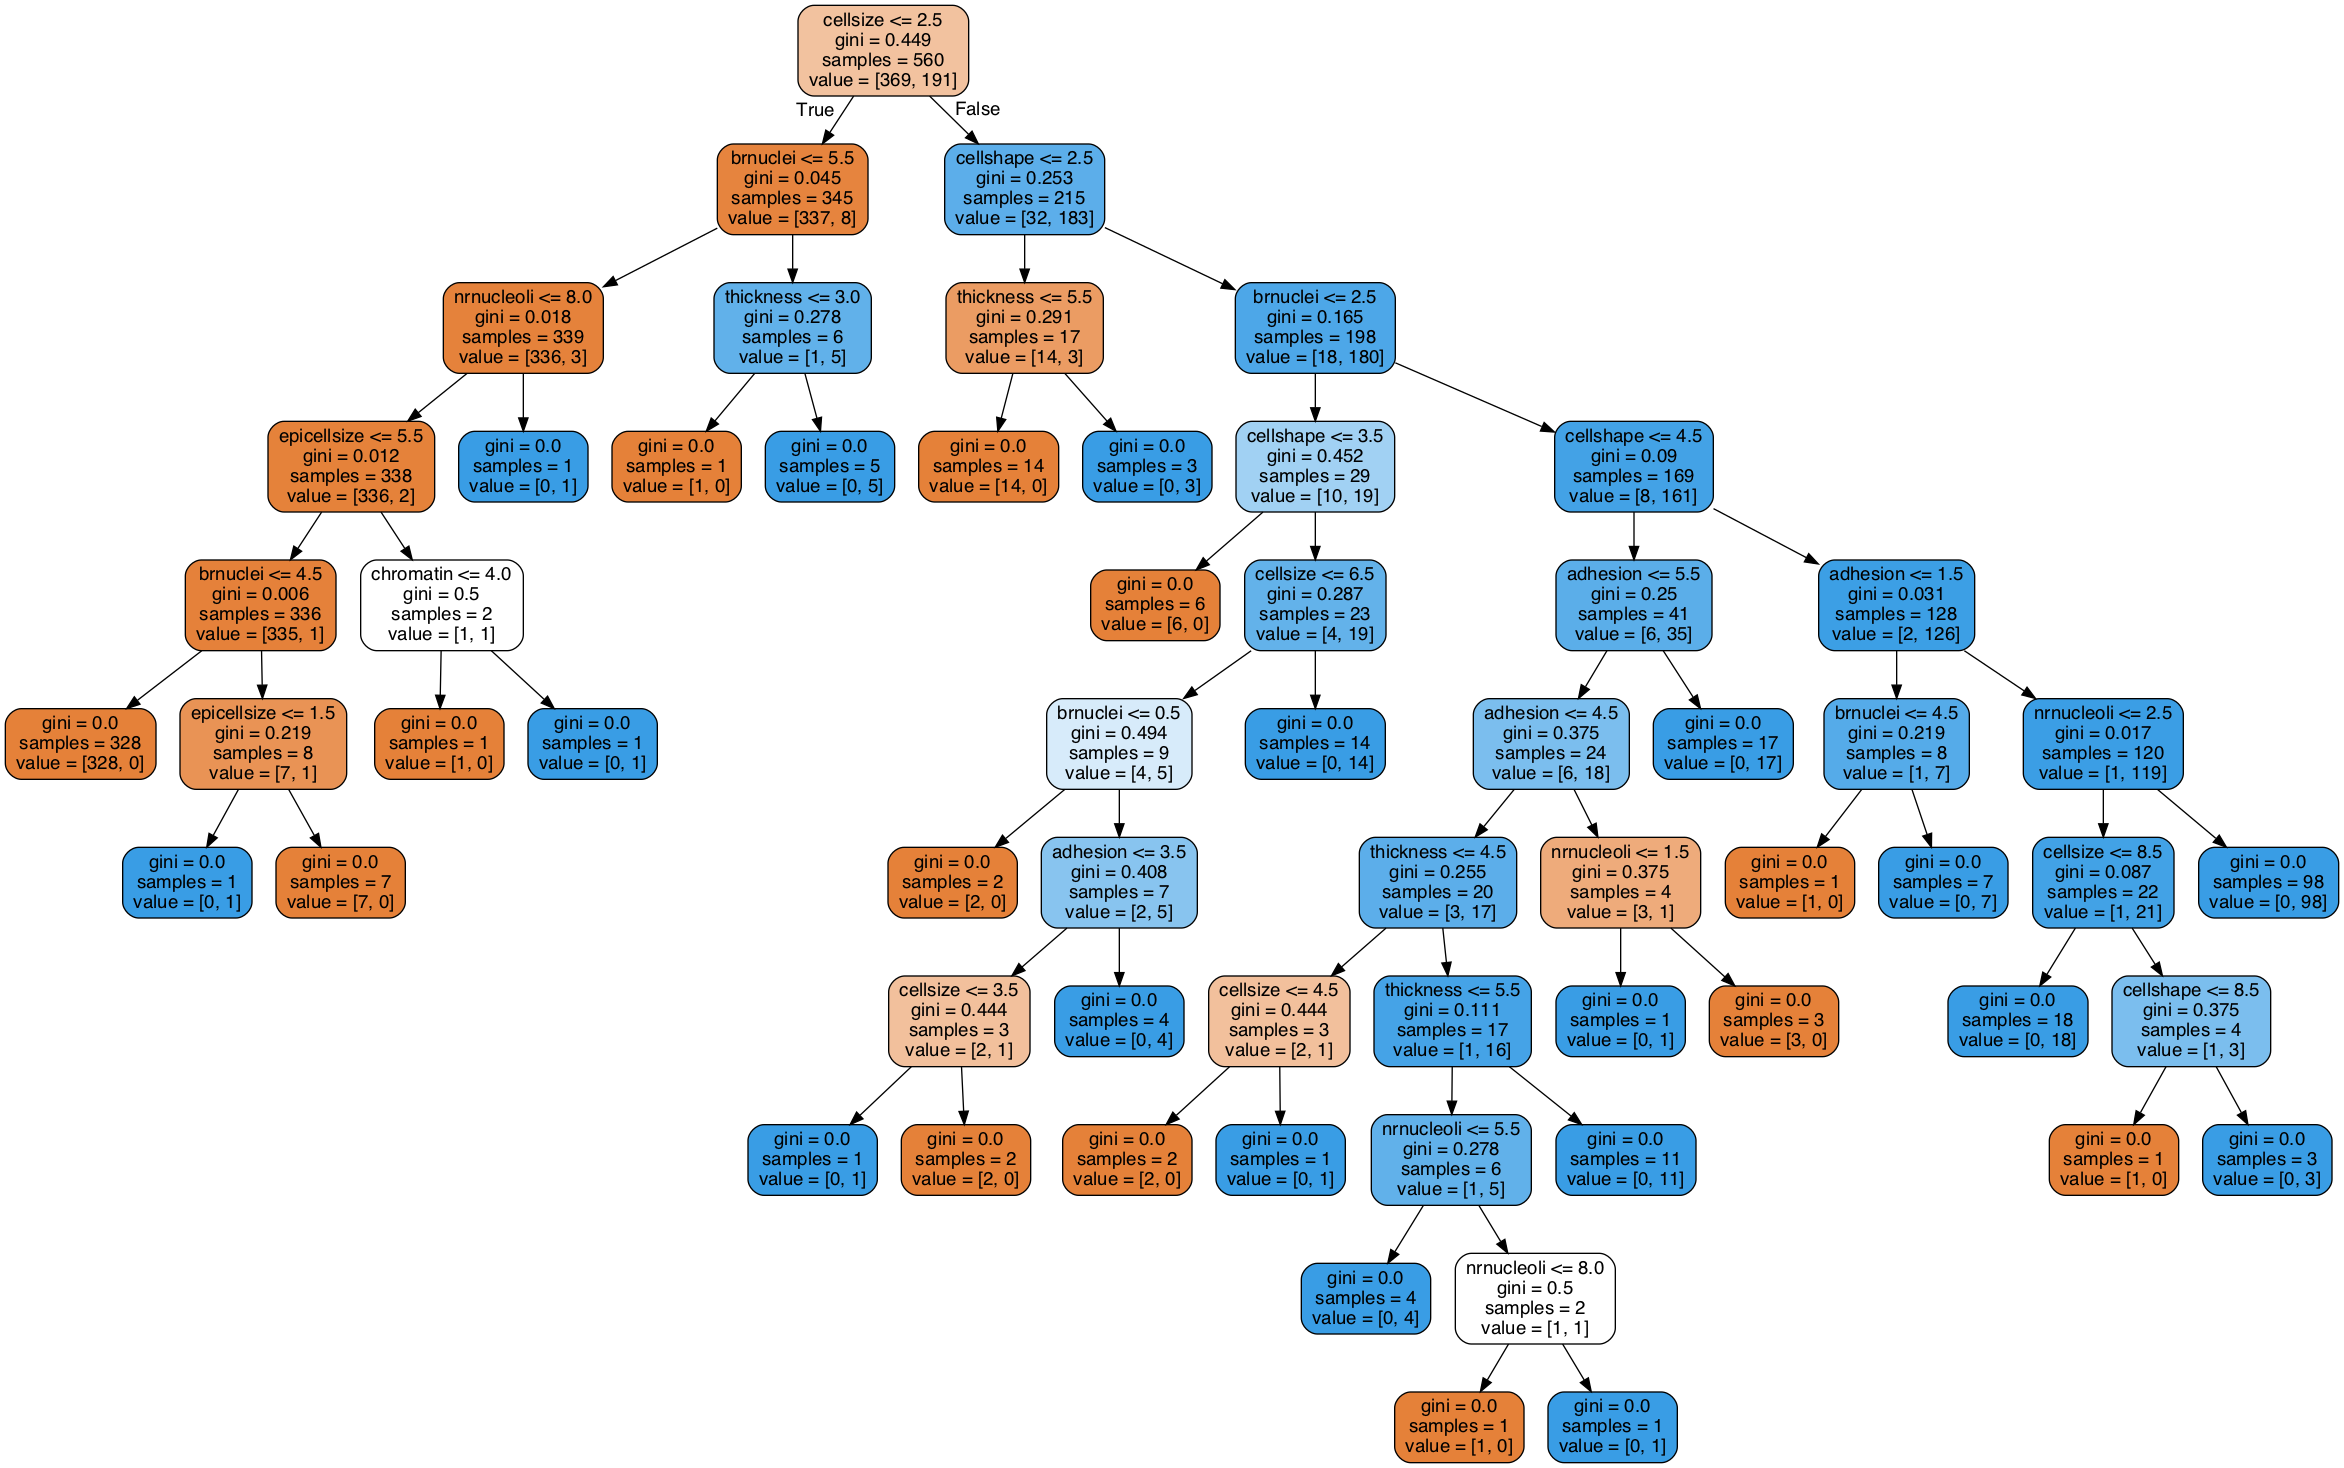 cellsize <= 2.5
gini = 0.449
samples = 560
value = [369, 191]
True
False
brnuclei <= 5.5
gini = 0.045
samples = 345
value = [337, 8]
cellshape <= 2.5
gini = 0.253
samples = 215
value = [32, 183]
nrnucleoli <= 8.0
gini = 0.018
samples = 339
value = [336, 3]
thickness <= 3.0
gini = 0.278
samples = 6
value = [1, 5]
thickness <= 5.5
gini = 0.291
samples = 17
value = [14, 3]
brnuclei <= 2.5
gini = 0.165
samples = 198
value = [18, 180]
epicellsize <= 5.5
gini = 0.012
samples = 338
value = [336, 2]
gini = 0.0
samples = 1
value = [0, 1]
gini = 0.0
samples = 1
value = [1, 0]
gini = 0.0
samples = 5
value = [0, 5]
gini = 0.0
samples = 14
value = [14, 0]
gini = 0.0
samples = 3
value = [0, 3]
cellshape <= 3.5
gini = 0.452
samples = 29
value = [10, 19]
cellshape <= 4.5
gini = 0.09
samples = 169
value = [8, 161]
brnuclei <= 4.5
gini = 0.006
samples = 336
value = [335, 1]
chromatin <= 4.0
gini = 0.5
samples = 2
value = [1, 1]
gini = 0.0
samples = 6
value = [6, 0]
cellsize <= 6.5
gini = 0.287
samples = 23
value = [4, 19]
adhesion <= 5.5
gini = 0.25
samples = 41
value = [6, 35]
adhesion <= 1.5
gini = 0.031
samples = 128
value = [2, 126]
gini = 0.0
samples = 328
value = [328, 0]
epicellsize <= 1.5
gini = 0.219
samples = 8
value = [7, 1]
gini = 0.0
samples = 1
value = [1, 0]
gini = 0.0
samples = 1
value = [0, 1]
brnuclei <= 0.5
gini = 0.494
samples = 9
value = [4, 5]
gini = 0.0
samples = 14
value = [0, 14]
adhesion <= 4.5
gini = 0.375
samples = 24
value = [6, 18]
gini = 0.0
samples = 17
value = [0, 17]
brnuclei <= 4.5
gini = 0.219
samples = 8
value = [1, 7]
nrnucleoli <= 2.5
gini = 0.017
samples = 120
value = [1, 119]
gini = 0.0
samples = 1
value = [0, 1]
gini = 0.0
samples = 7
value = [7, 0]
gini = 0.0
samples = 2
value = [2, 0]
adhesion <= 3.5
gini = 0.408
samples = 7
value = [2, 5]
thickness <= 4.5
gini = 0.255
samples = 20
value = [3, 17]
nrnucleoli <= 1.5
gini = 0.375
samples = 4
value = [3, 1]
gini = 0.0
samples = 1
value = [1, 0]
gini = 0.0
samples = 7
value = [0, 7]
cellsize <= 8.5
gini = 0.087
samples = 22
value = [1, 21]
gini = 0.0
samples = 98
value = [0, 98]
cellsize <= 3.5
gini = 0.444
samples = 3
value = [2, 1]
gini = 0.0
samples = 4
value = [0, 4]
cellsize <= 4.5
gini = 0.444
samples = 3
value = [2, 1]
thickness <= 5.5
gini = 0.111
samples = 17
value = [1, 16]
gini = 0.0
samples = 1
value = [0, 1]
gini = 0.0
samples = 3
value = [3, 0]
gini = 0.0
samples = 18
value = [0, 18]
cellshape <= 8.5
gini = 0.375
samples = 4
value = [1, 3]
gini = 0.0
samples = 1
value = [0, 1]
gini = 0.0
samples = 2
value = [2, 0]
gini = 0.0
samples = 2
value = [2, 0]
gini = 0.0
samples = 1
value = [0, 1]
nrnucleoli <= 5.5
gini = 0.278
samples = 6
value = [1, 5]
gini = 0.0
samples = 11
value = [0, 11]
gini = 0.0
samples = 1
value = [1, 0]
gini = 0.0
samples = 3
value = [0, 3]
gini = 0.0
samples = 4
value = [0, 4]
nrnucleoli <= 8.0
gini = 0.5
samples = 2
value = [1, 1]
gini = 0.0
samples = 1
value = [1, 0]
gini = 0.0
samples = 1
value = [0, 1]